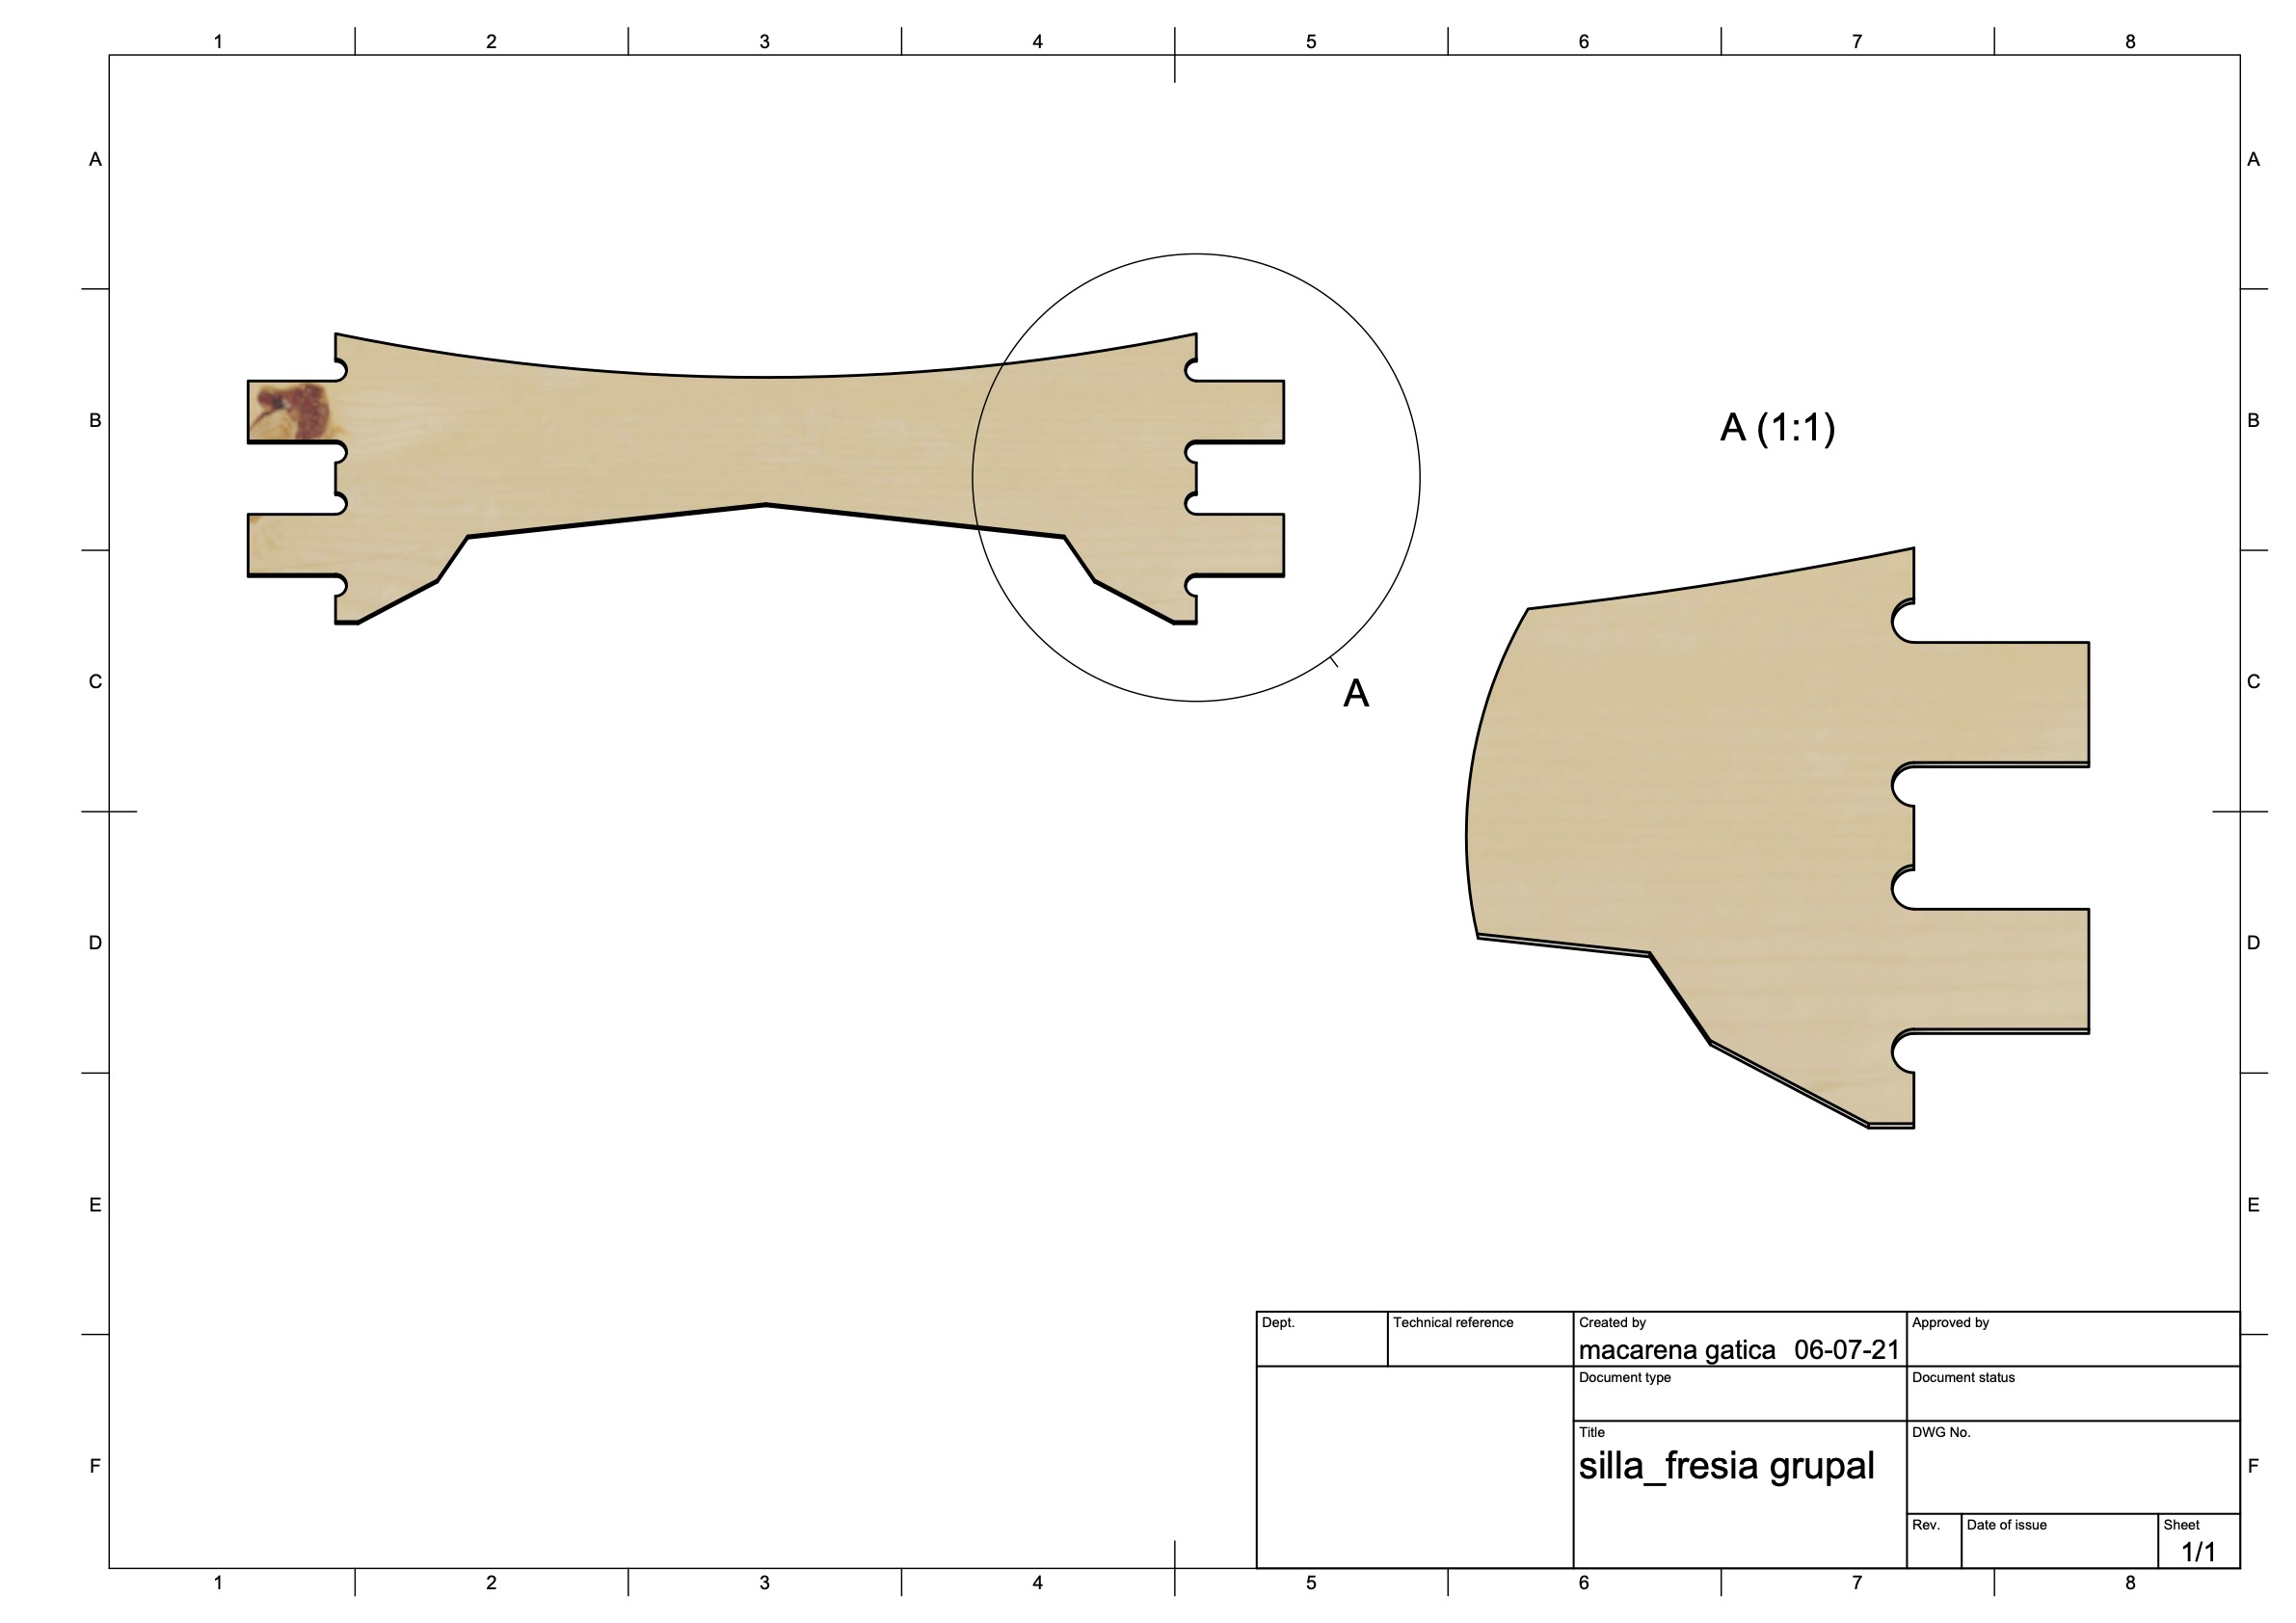 1 2 3 4 5 6 7 8
A A
B B
A (1:1)
C C
A
D D
E E
Dept. Technical reference Created by Approved by
macarena gatica 06-07-21
Document type Document status
Title DWG No.
silla_fresia grupal
F F
Rev. Date of issue Sheet
1/1
1 2 3 4 5 6 7 8